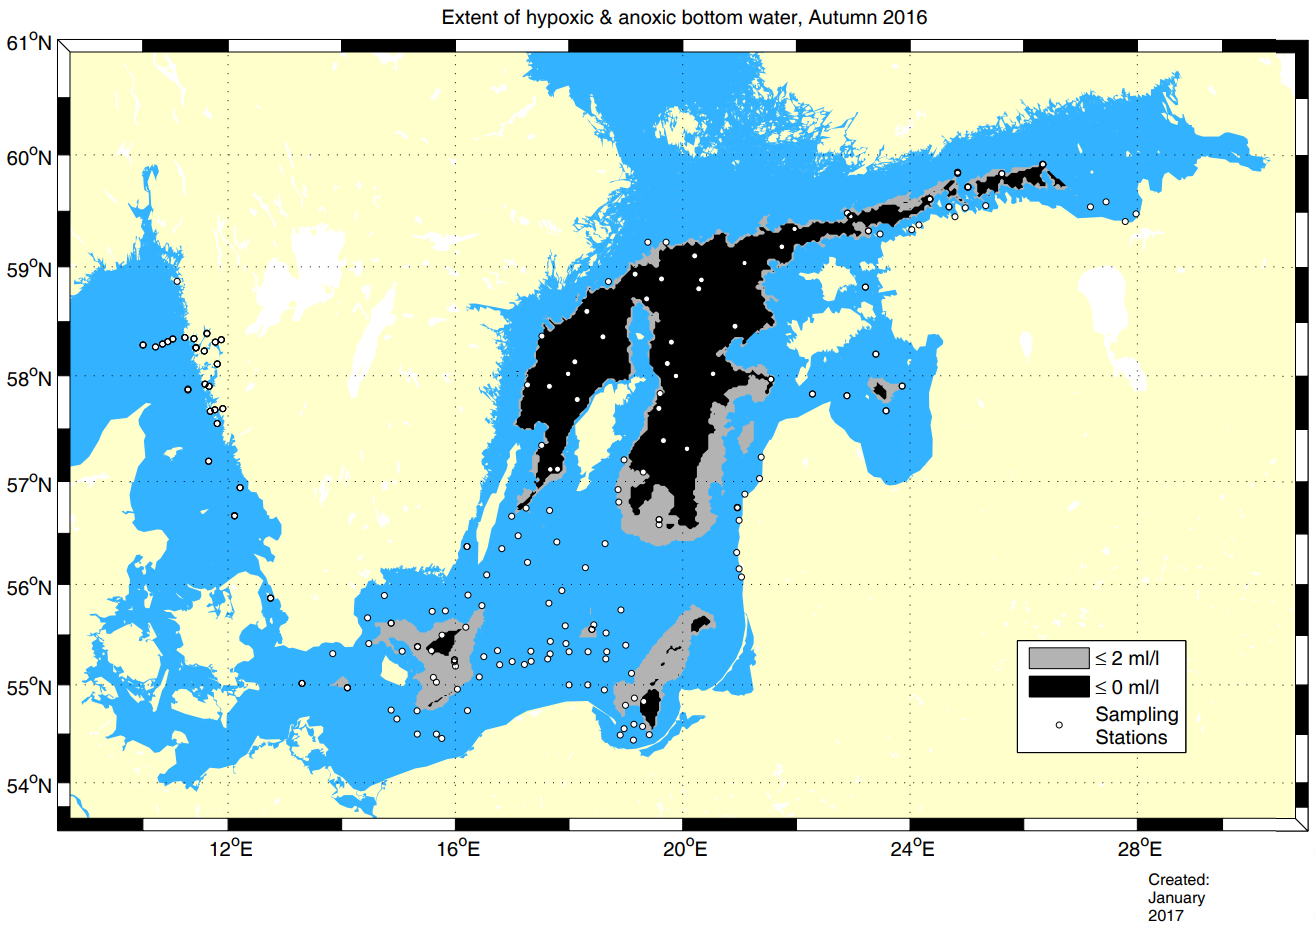 Extent of hypoxic & anoxic bottom water, Autumn 2016
61°N
60°N
59°N
58°N
57°N
56°N
55°N
54°N
12°E
16°E
20°E
24°E
28°E
≤ 2 ml/l
≤ 0 ml/l
Sampling
Stations
Created:
January
2017